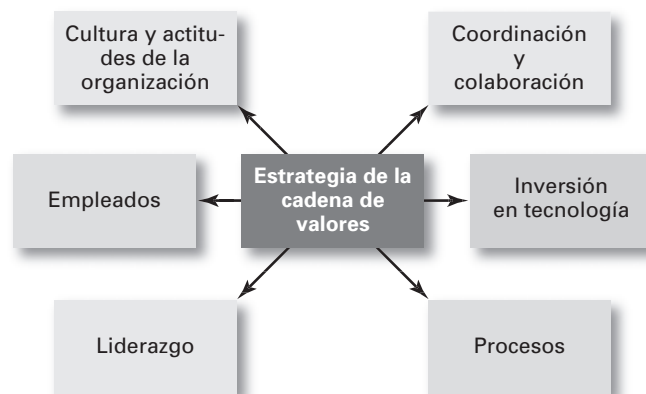 Cultura y actitu-
des de la
organización
Coordinación
y
colaboración
Empleados
Estrategia de la
cadena de
valores
Inversión
en tecnología
Liderazgo
Procesos